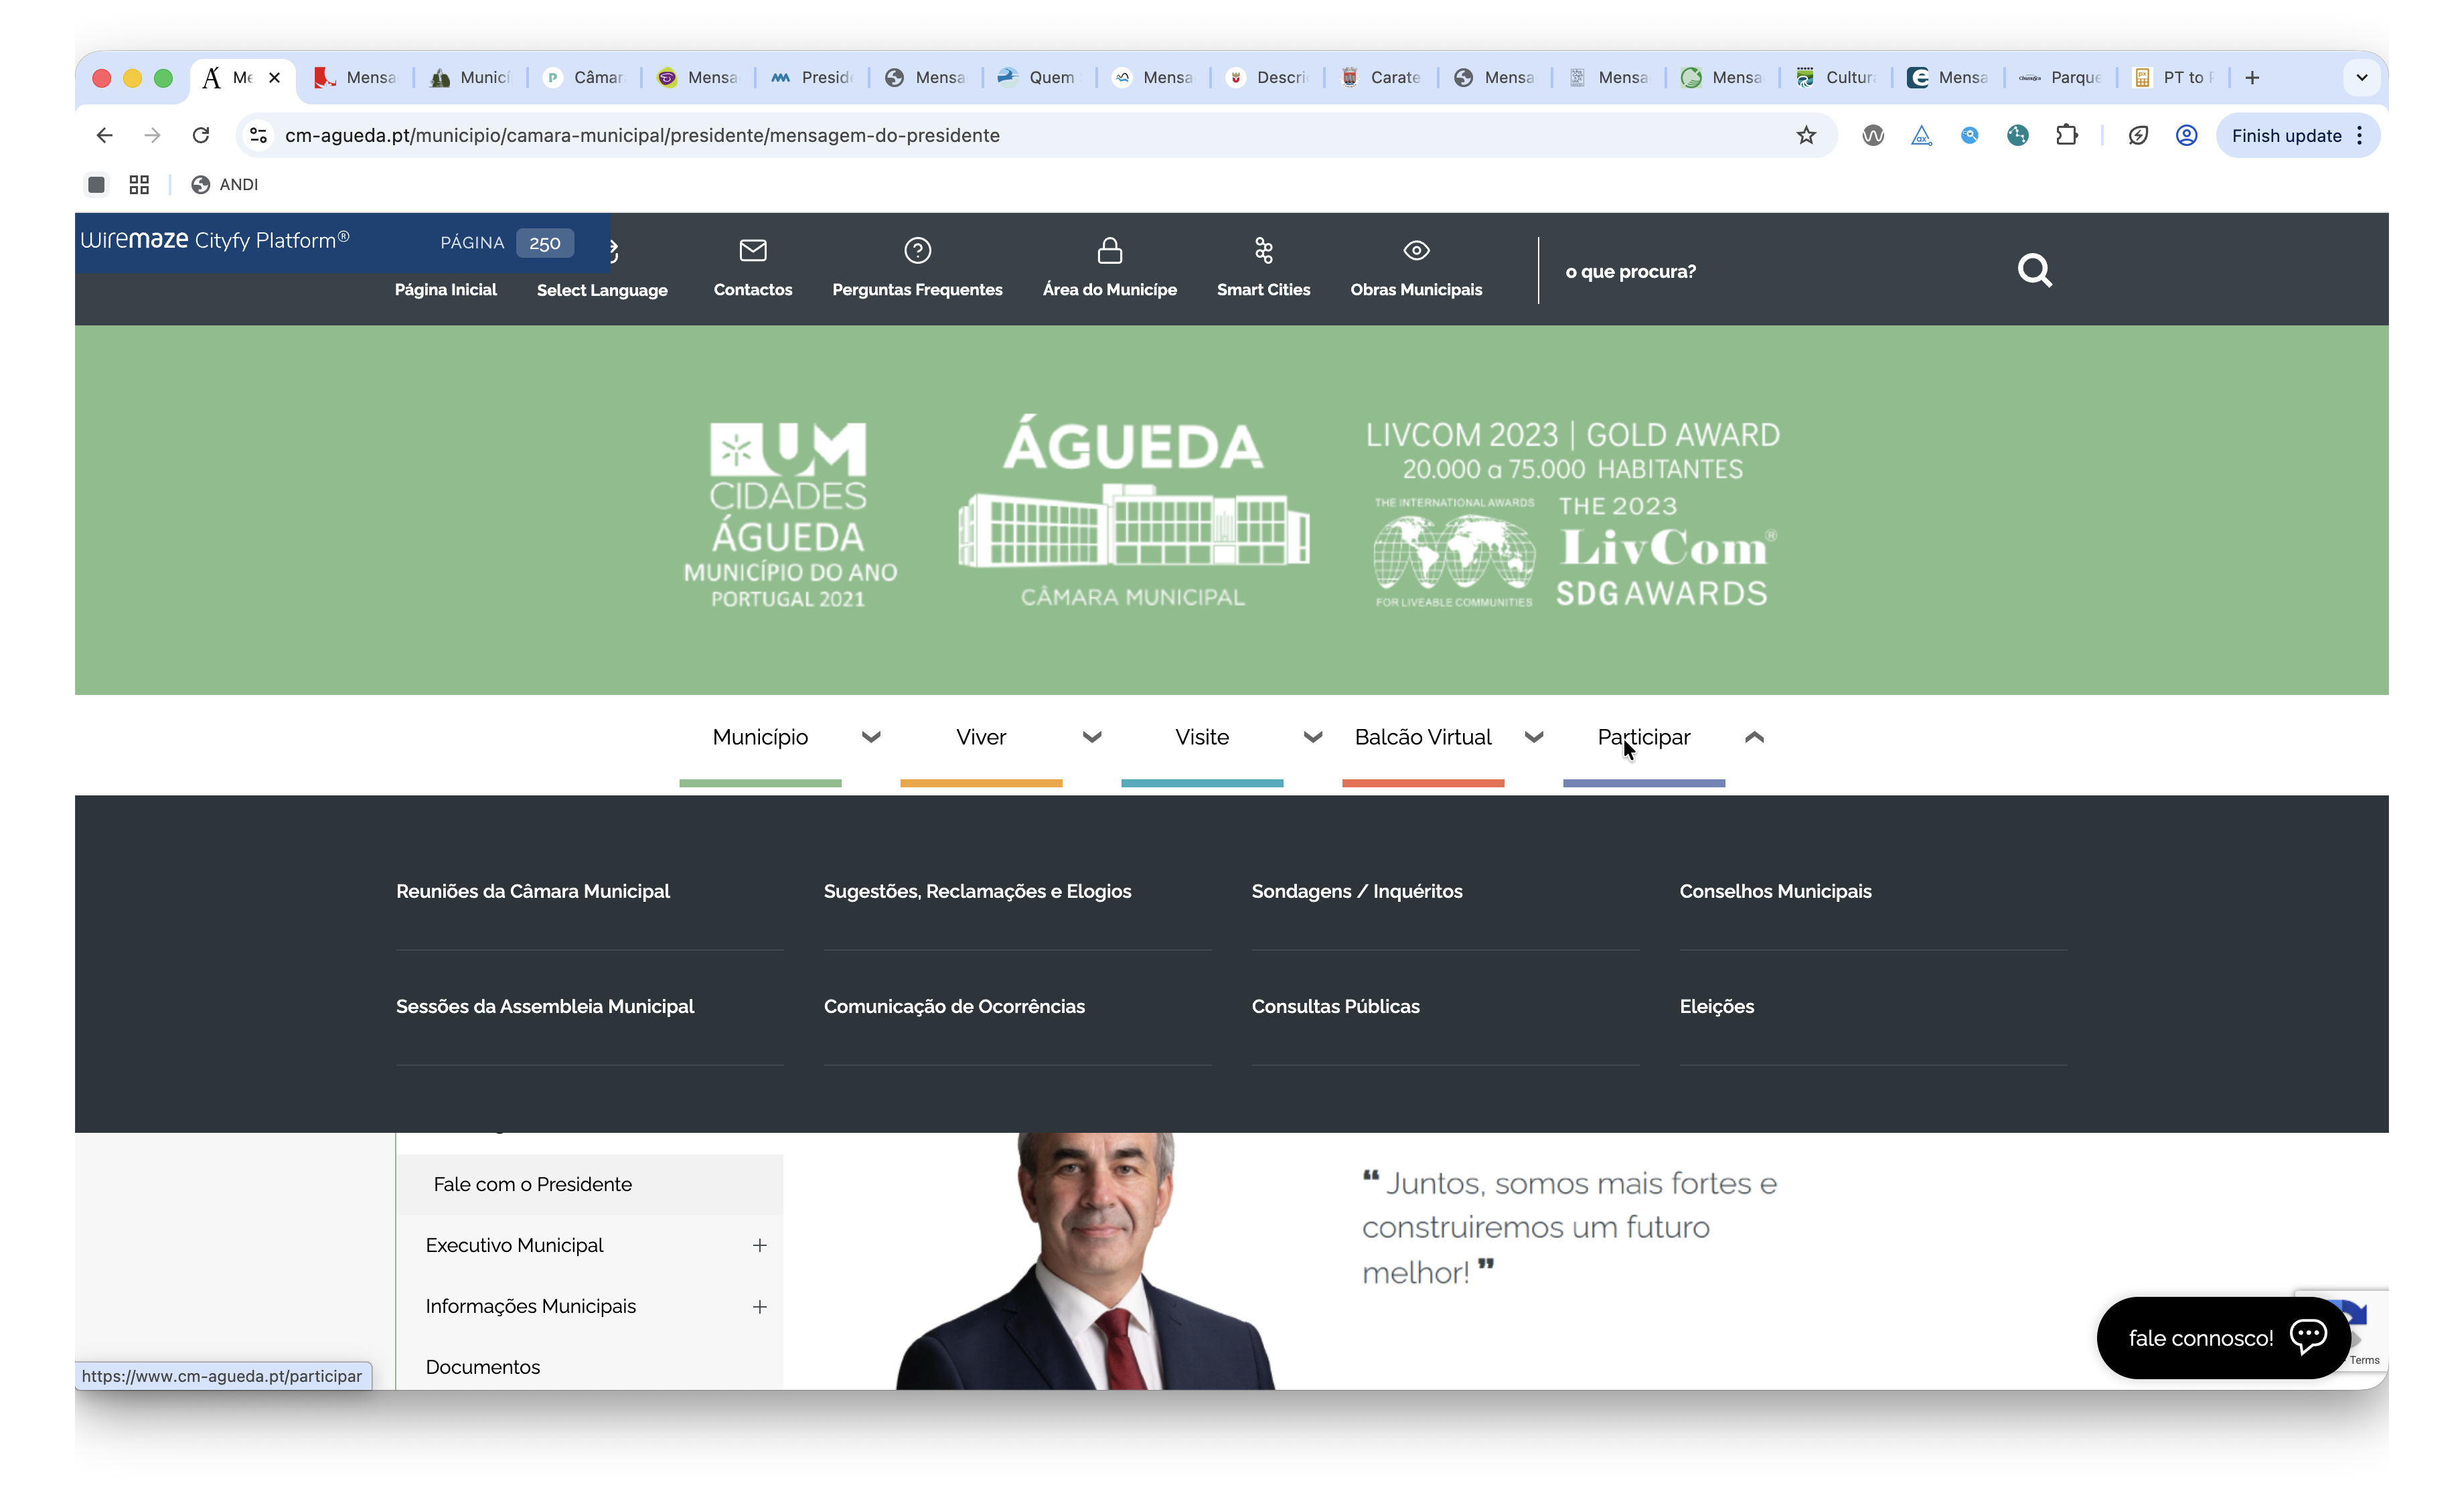 Me
Mensa
Municí
Câmar
Mensa
Presid
Mensa
Quem
Mensa
Descri
Carate
Mensa
Mensa
Mensa
Cultur
Mensa
Parque
PT to
cm-agueda.pt/municipio/camara-municipal/presidente/mensagem-do-presidente
Finish update
ANDI
wiremaze Cityfy Platform®
PÁGINA 250
Página Inicial
Select Language
Contactos
Perguntas Frequentes
Área do Munícipe
Smart Cities
Obras Municipais
o que procura?
UM
CIDADES
ÁGUEDA
MUNICÍPIO DO ANO
PORTUGAL 2021
ÁGUEDA
CÂMARA MUNICIPAL
LIVCOM 2023 | GOLD AWARD
20.000 a 75.000 HABITANTES
THE INTERNATIONAL AWARDS
FOR LIVEABLE COMMUNITIES
THE 2023
LivCom®
SDG AWARDS
Município
Viver
Visite
Balcão Virtual
Participar
Reuniões da Câmara Municipal
Sugestões, Reclamações e Elogios
Sondagens / Inquéritos
Conselhos Municipais
Sessões da Assembleia Municipal
Comunicação de Ocorrências
Consultas Públicas
Eleições
Fale com o Presidente
Executivo Municipal
Informações Municipais
Documentos
❝ Juntos, somos mais fortes e
construiremos um futuro
melhor! ❞
fale connosco!
- Terms
https://www.cm-agueda.pt/participar